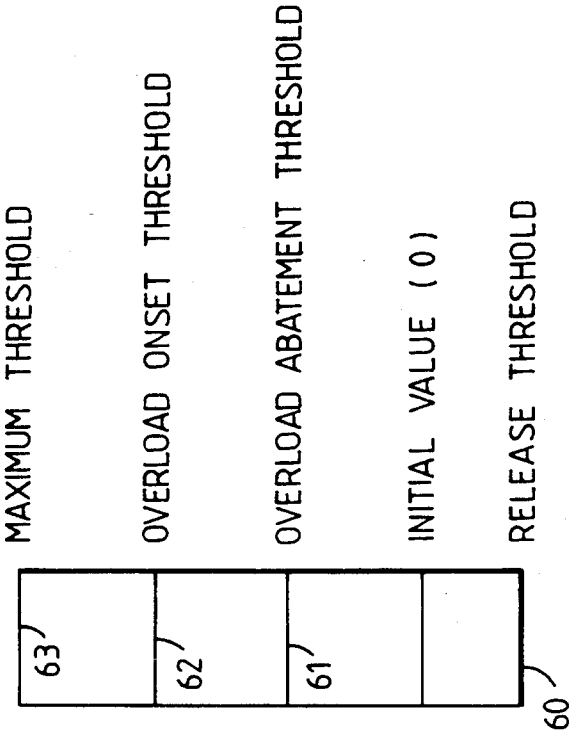 MAXIMUM THRESHOLD
63
OVERLOAD ONSET THRESHOLD
62
OVERLOAD ABATEMENT THRESHOLD
61
INITIAL VALUE (0)
RELEASE THRESHOLD
60